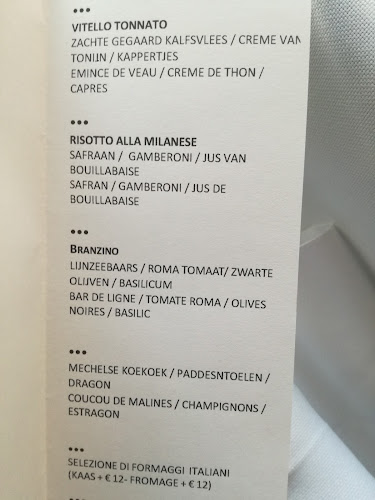 •••
VITELLO TONNATO
ZACHTE GEGAARD KALFSVLEES / CREME VAN
TONIJN / KAPPERTJES
EMINCE DE VEAU / CREME DE THON /
CAPRES
•••
RISOTTO ALLA MILANESE
SAFRAAN / GAMBERONI / JUS VAN
BOUILLABAISE
SAFRAN / GAMBERONI / JUS DE
BOUILLABAISE
•••
BRANZINO
LIJNZEEBAARS / ROMA TOMAAT/ ZWARTE
OLIJVEN / BASILICUM
BAR DE LIGNE / TOMATE ROMA / OLIVES
NOIRES / BASILIC
•••
MECHELSE KOEKOEK / PADDESNTOELEN /
DRAGON
COUCOU DE MALINES / CHAMPIGNONS /
ESTRAGON
•••
SELEZIONE DI FORMAGGI ITALIANI
(KAAS + € 12- FROMAGE + € 12)
•••